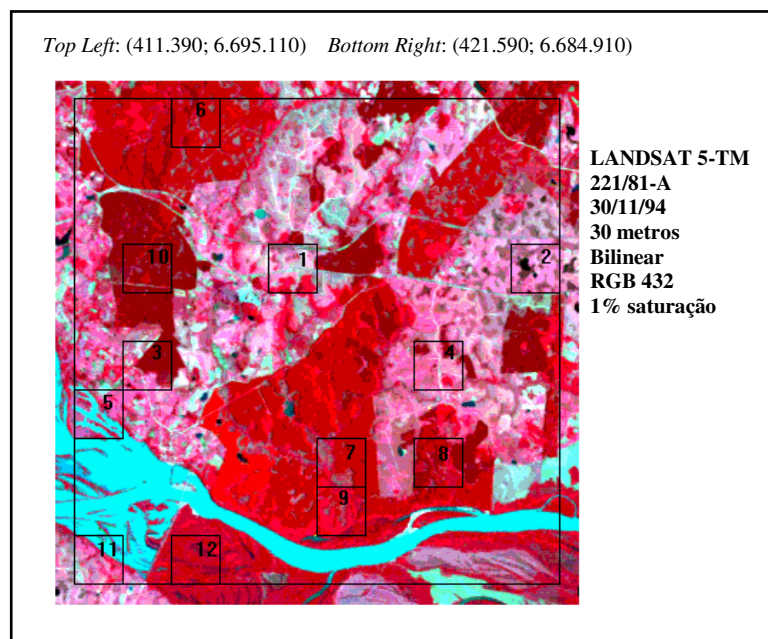 Top Left: (411.390; 6.695.110) Bottom Right: (421.590; 6.684.910)
6
LANDSAT 5-TM
221/81-A
30/11/94
30 metros
Bilinear
RGB 432
1% saturação
10
1
2
3
4
5
7
8
9
11
12